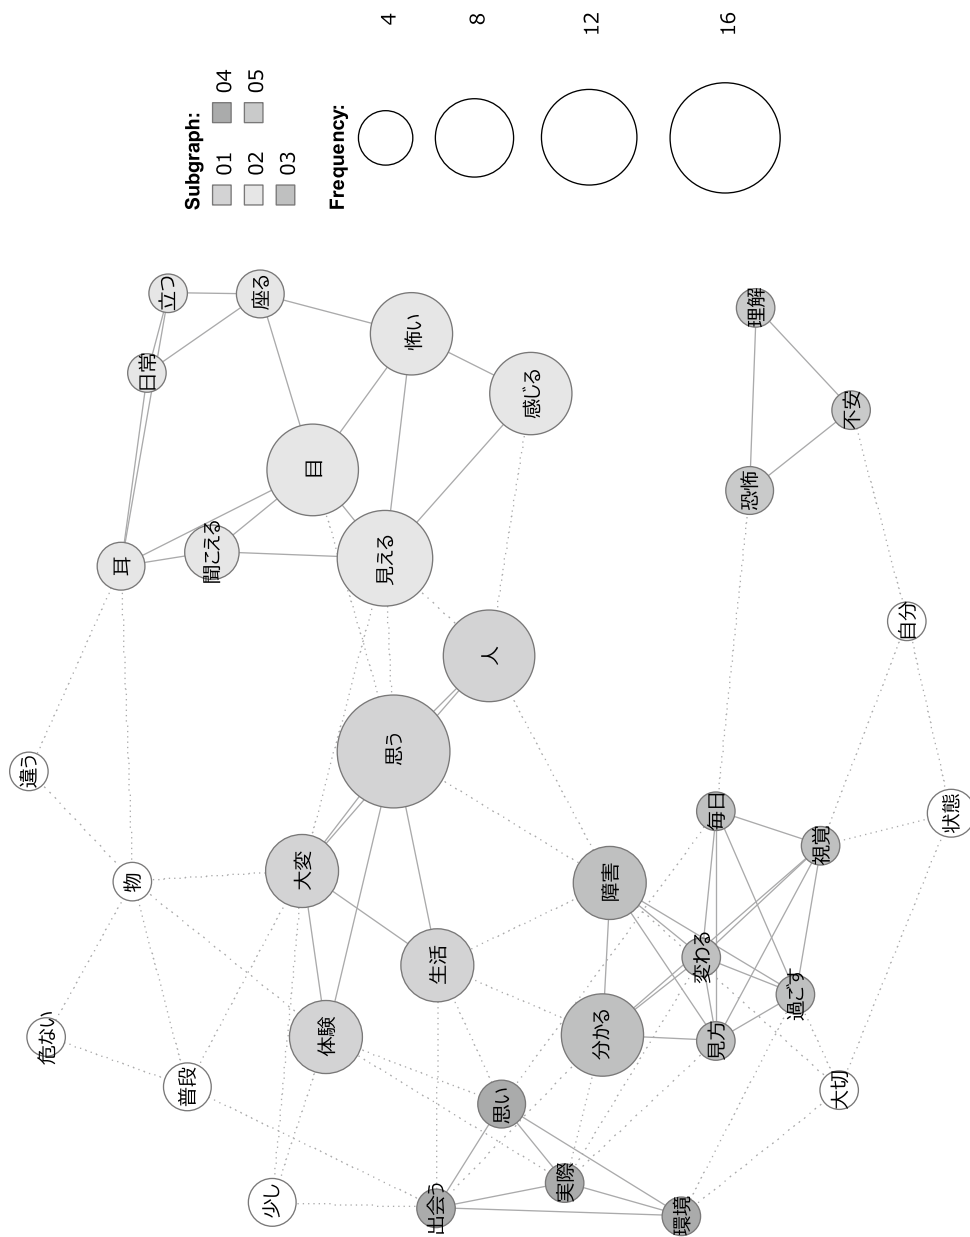 危ない
違う
物
耳
日常
立つ
普段
聞こえる
座る
少し
大変
目
体験
思う
見える
怖い
出会う
生活
人
思い
感じる
実際
分かる
障害
環境
変わる
見方
毎日
恐怖
理解
過ごす
視覚
大切
不安
自分
状態
Subgraph:
01 04
02 05
03
Frequency:
4
8
12
16